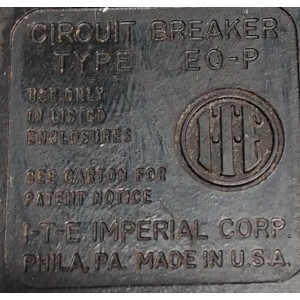 CIRCUIT BREAKER
TYPE EQ-P
USE ONLY
IN LISTED
ENCLOSURES
ITE
SEE CARTON FOR
PATENT NOTICE
I-T-E IMPERIAL CORP.
PHILA, PA. MADE IN U.S.A.